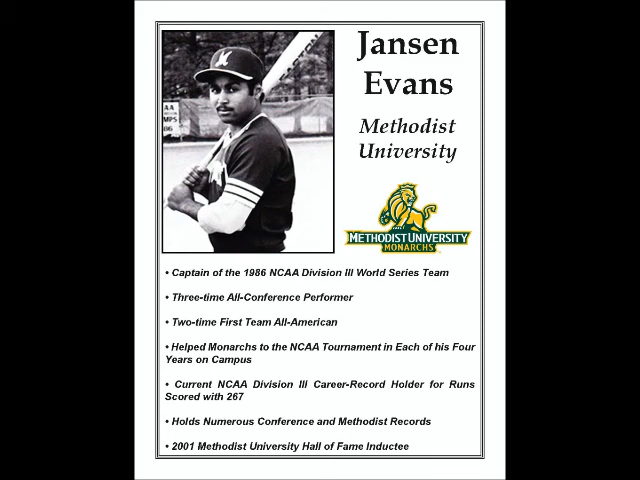 Jansen
Evans
Methodist
University
METHODIST UNIVERSITY
MONARCHS
• Captain of the 1986 NCAA Division III World Series Team
• Three-time All-Conference Performer
• Two-time First Team All-American
• Helped Monarchs to the NCAA Tournament in Each of his Four
Years on Campus
• Current NCAA Division III Career-Record Holder for Runs
Scored with 267
• Holds Numerous Conference and Methodist Records
• 2001 Methodist University Hall of Fame Inductee